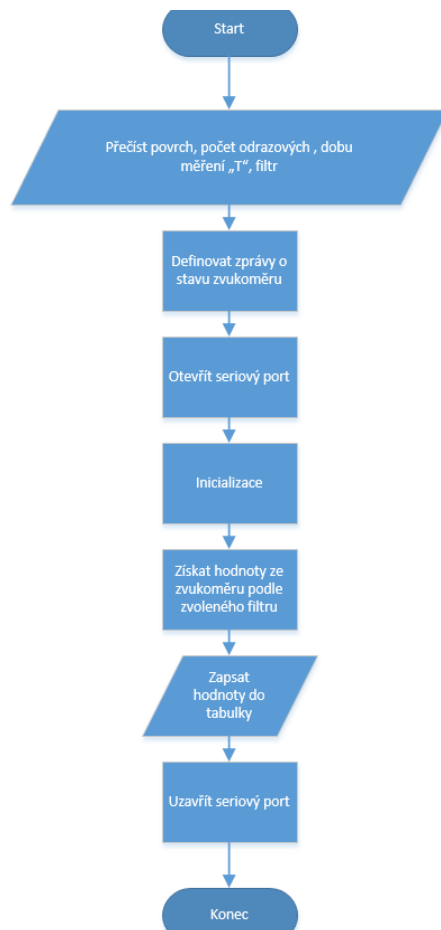 Start
Přečíst povrch, počet odrazových , dobu
měření „T“, filtr
Definovat zprávy o
stavu zvukoměru
Otevřít seriový port
Inicializace
Získat hodnoty ze
zvukoměru podle
zvoleného filtru
Zapsat
hodnoty do
tabulky
Uzavřít seriový port
Konec